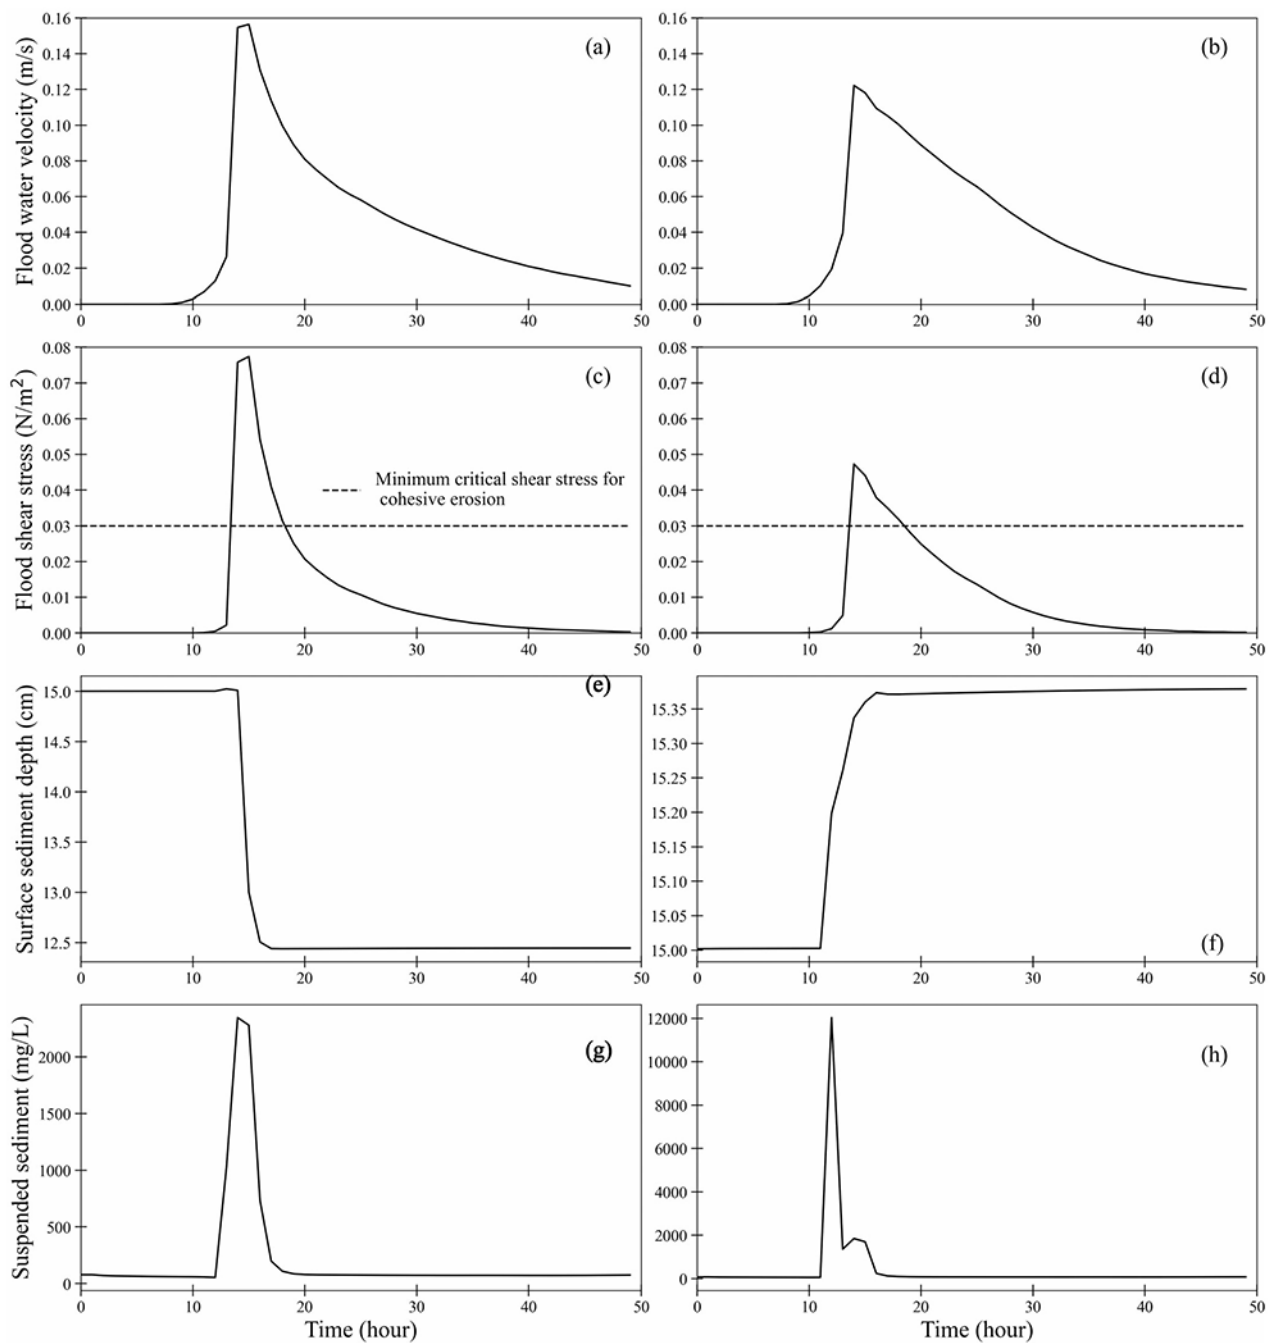 Flood water velocity (m/s)
0.16
0.14
0.12
0.10
0.08
0.06
0.04
0.02
0.00
(a)
0 10 20 30 40 50
0.16
0.14
0.12
0.10
0.08
0.06
0.04
0.02
0.00
(b)
0 10 20 30 40 50
Flood shear stress (N/m²)
0.08
0.07
0.06
0.05
0.04
0.03
0.02
0.01
0.00
(c)
Minimum critical shear stress for
cohesive erosion
0 10 20 30 40 50
0.08
0.07
0.06
0.05
0.04
0.03
0.02
0.01
0.00
(d)
0 10 20 30 40 50
Surface sediment depth (cm)
15.0
14.5
14.0
13.5
13.0
12.5
(e)
0 10 20 30 40 50
15.35
15.30
15.25
15.20
15.15
15.10
15.05
15.00
(f)
0 10 20 30 40 50
Suspended sediment (mg/L)
2000
1500
1000
500
0
(g)
0 10 20 30 40 50
Time (hour)
12000
10000
8000
6000
4000
2000
0
(h)
0 10 20 30 40 50
Time (hour)